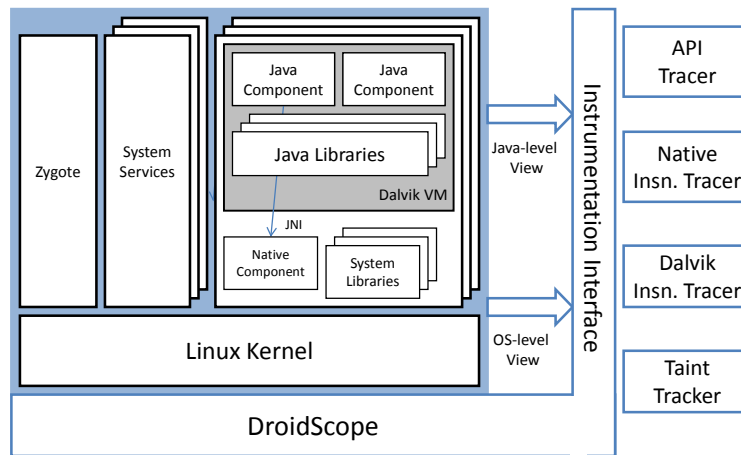 Zygote
System
Services
Java
Component
Java
Component
Java Libraries
Dalvik VM
JNI
Native
Component
System
Libraries
Linux Kernel
DroidScope
Java-level
View
OS-level
View
Instrumentation Interface
API
Tracer
Native
Insn. Tracer
Dalvik
Insn. Tracer
Taint
Tracker